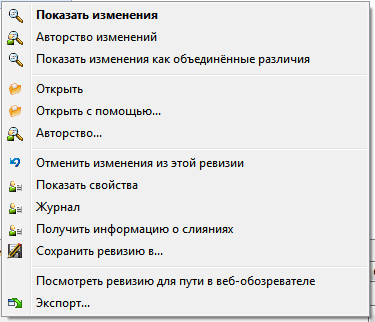 Показать изменения
Авторство изменений
Показать изменения как объединённые различия
Открыть
Открыть с помощью...
Авторство...
Отменить изменения из этой ревизии
Показать свойства
Журнал
Получить информацию о слияниях
Сохранить ревизию в...
Посмотреть ревизию для пути в веб-обозревателе
Экспорт...